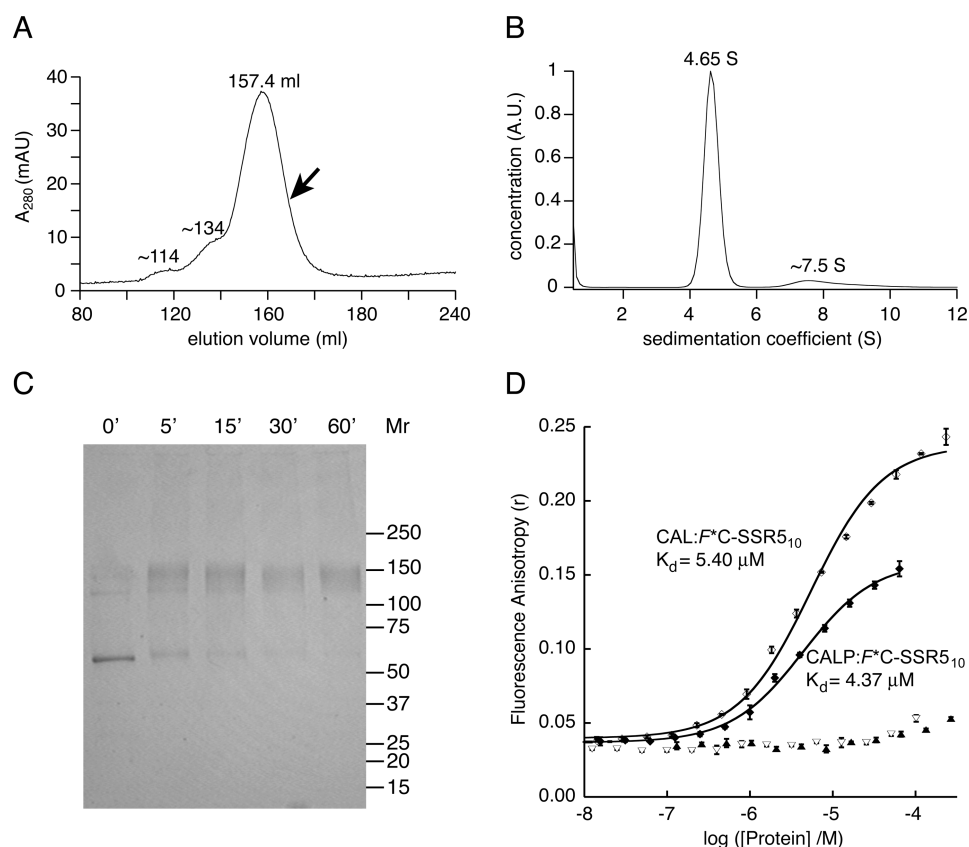 A
A280 (mAU)
40
30
20
10
0
157.4 ml
~134
~114
80 120 160 200 240
elution volume (ml)
B
concentration (A.U.)
1
0.8
0.6
0.4
0.2
0
4.65 S
~7.5 S
2 4 6 8 10 12
sedimentation coefficient (S)
C
0’ 5’ 15’ 30’ 60’ Mr
250
150
100
75
50
37
25
20
15
D
Fluorescence Anisotropy (r)
0.25
0.20
0.15
0.10
0.05
0.00
CAL:F*C-SSR510
Kd= 5.40 μM
CALP:F*C-SSR510
Kd= 4.37 μM
-8 -7 -6 -5 -4
log ([Protein] /M)